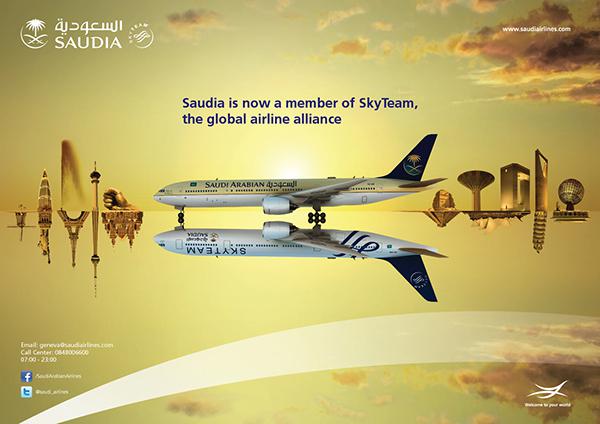 السعودية
SAUDIA
SKYTEAM
www.saudiairlines.com
Saudia is now a member of SkyTeam,
the global airline alliance
SAUDI ARABIAN السعودية
SKYTEAM
Email: geneva@saudiairlines.com
Call Center: 0848006600
07:00 - 23:00
/SaudiArabianAirlines
@saudi_airlines
Welcome to your world